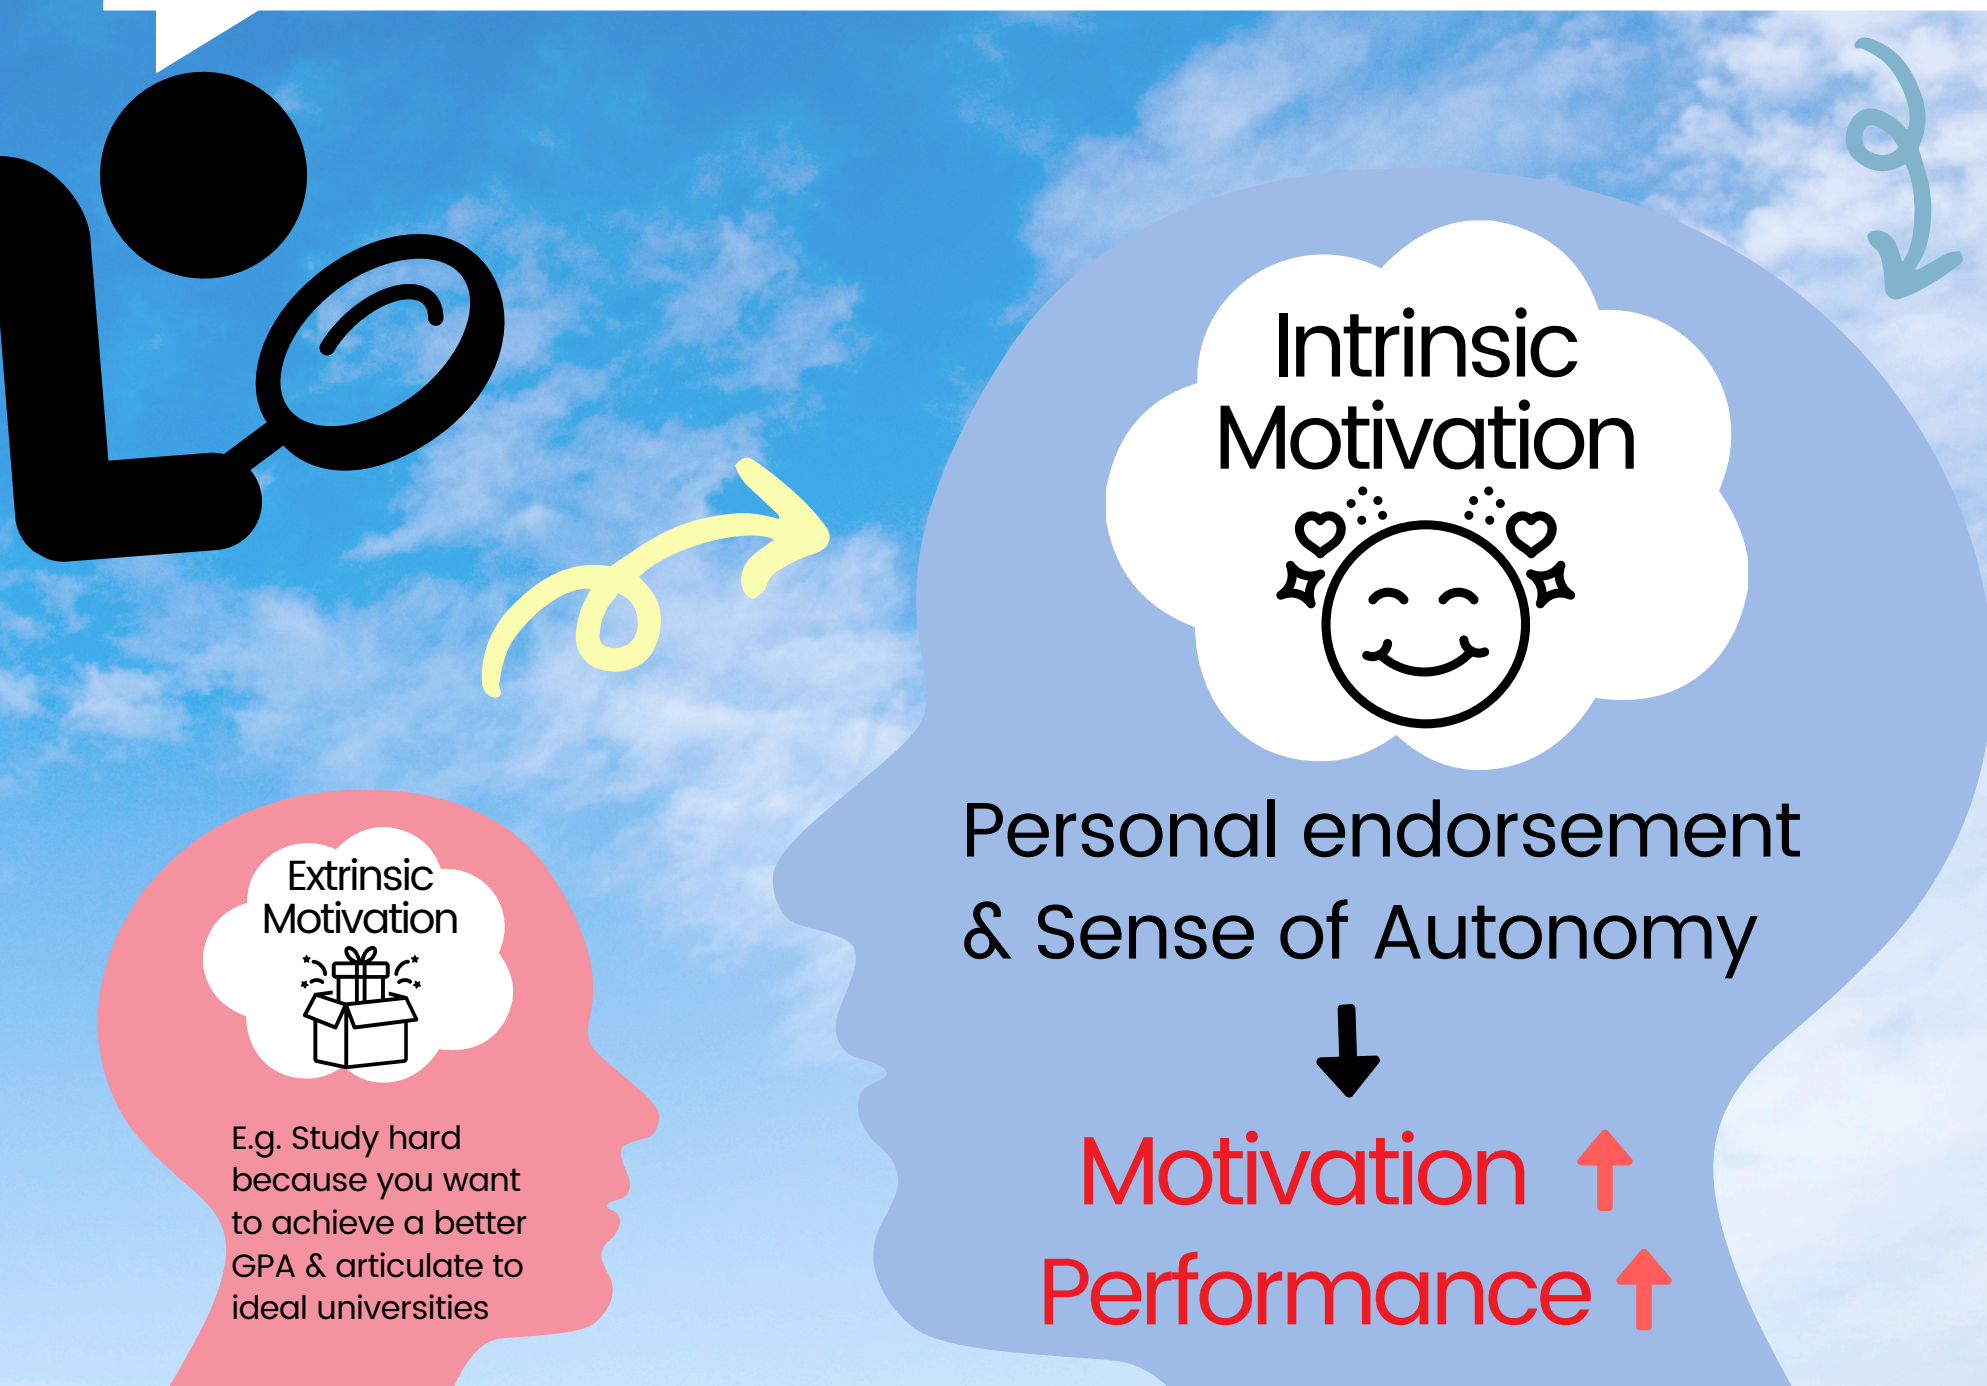 Intrinsic
Motivation
Personal endorsement
& Sense of Autonomy
Motivation
Performance
Extrinsic
Motivation
E.g. Study hard
because you want
to achieve a better
GPA & articulate to
ideal universities